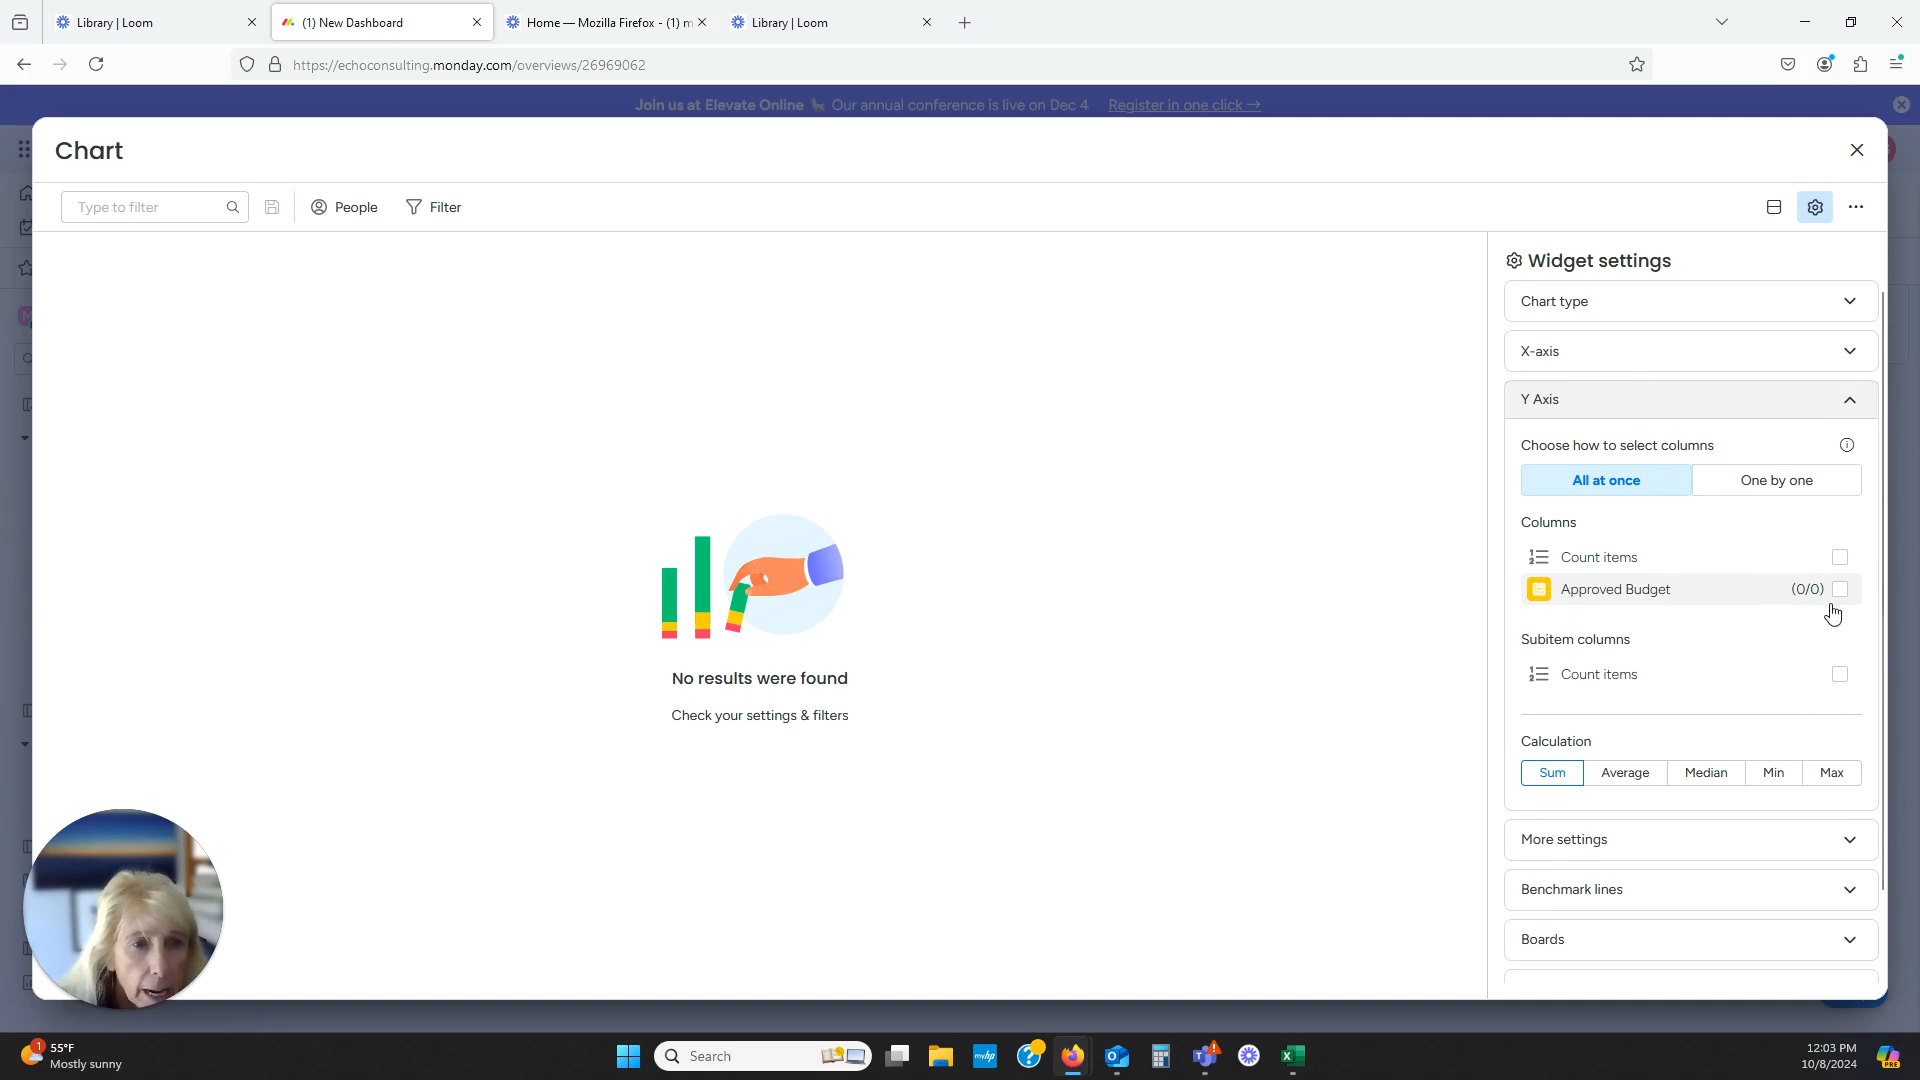 Library | Loom
(1) New Dashboard
Home — Mozilla Firefox - (1) m
Library | Loom
https://echoconsulting.monday.com/overviews/26969062
Join us at Elevate Online 🦙 Our annual conference is live on Dec 4 Register in one click →
Chart
Type to filter
People
Filter
Widget settings
Chart type
X-axis
Y Axis
Choose how to select columns
All at once
One by one
Columns
Count items
Approved Budget (0/0)
Subitem columns
Count items
Calculation
Sum Average Median Min Max
More settings
Benchmark lines
Boards
No results were found
Check your settings & filters
1
55°F
Mostly sunny
Search
myhp
12:03 PM
10/8/2024
PRE